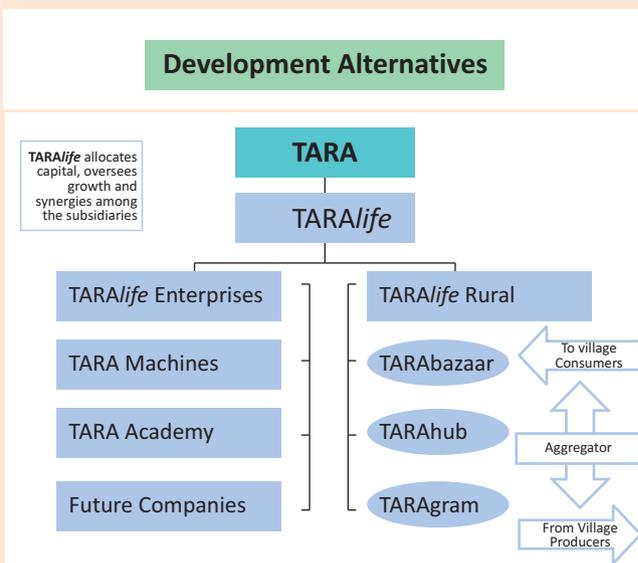 Development Alternatives
TARA
TARAlife allocates
capital, oversees
growth and
synergies among
the subsidiaries
TARAlife
TARAlife Enterprises
TARA Machines
TARA Academy
Future Companies
TARAlife Rural
TARAbazaar
TARAhub
TARAgram
To village
Consumers
Aggregator
From Village
Producers